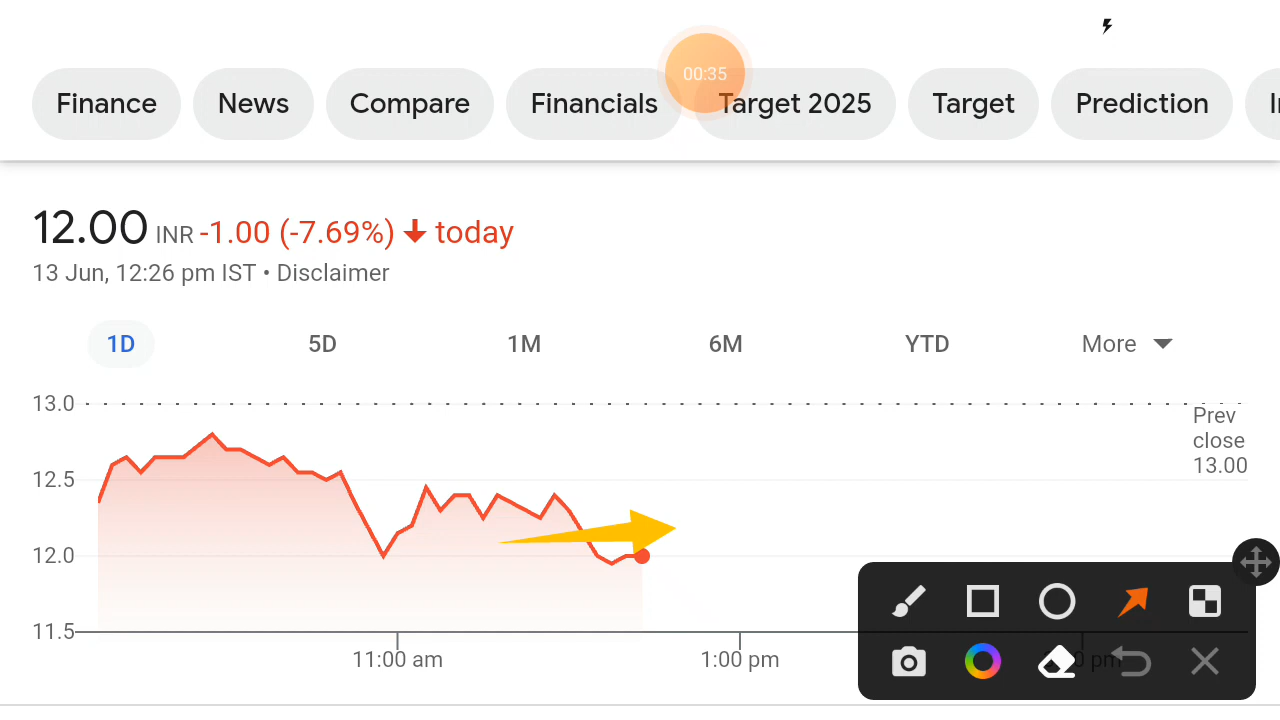 00:35
Finance News Compare Financials Target 2025 Target Prediction
12.00 INR -1.00 (-7.69%) today
13 Jun, 12:26 pm IST • Disclaimer
1D 5D 1M 6M YTD More
13.0
Prev
close
13.00
12.5
12.0
11.5
11:00 am 1:00 pm